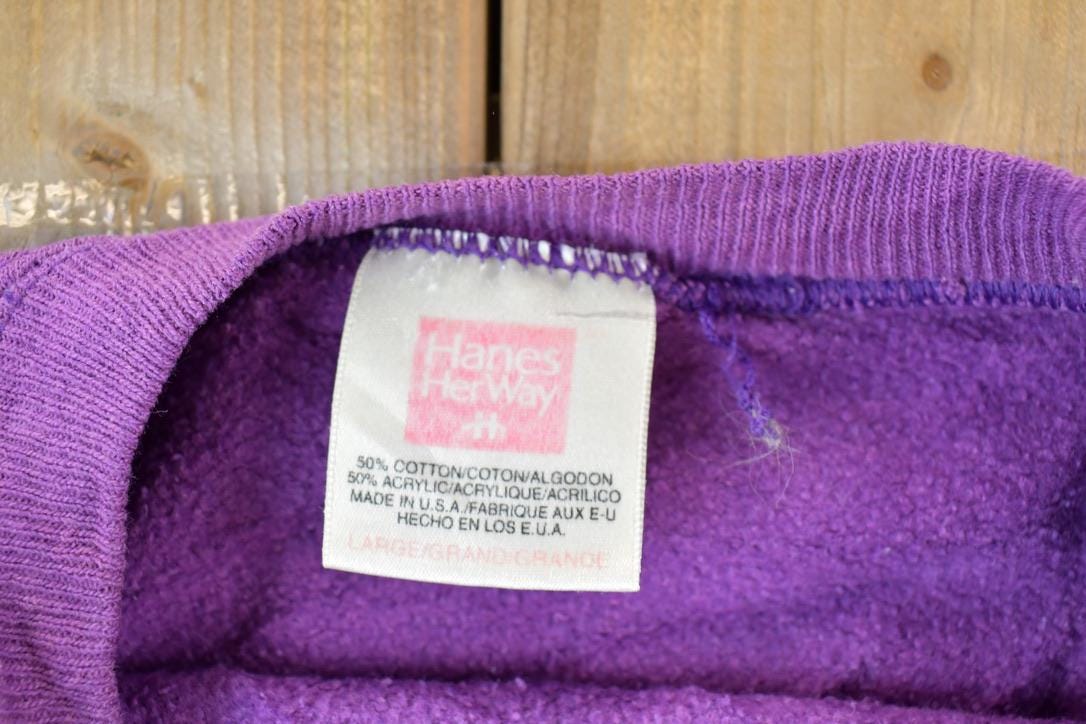 Hanes
Her Way
50% COTTON/COTON/ALGODON
50% ACRYLIC/ACRYLIQUE/ACRILICO
MADE IN U.S.A./FABRIQUE AUX E-U
HECHO EN LOS E.U.A.
LARGE/GRAND/GRANDE